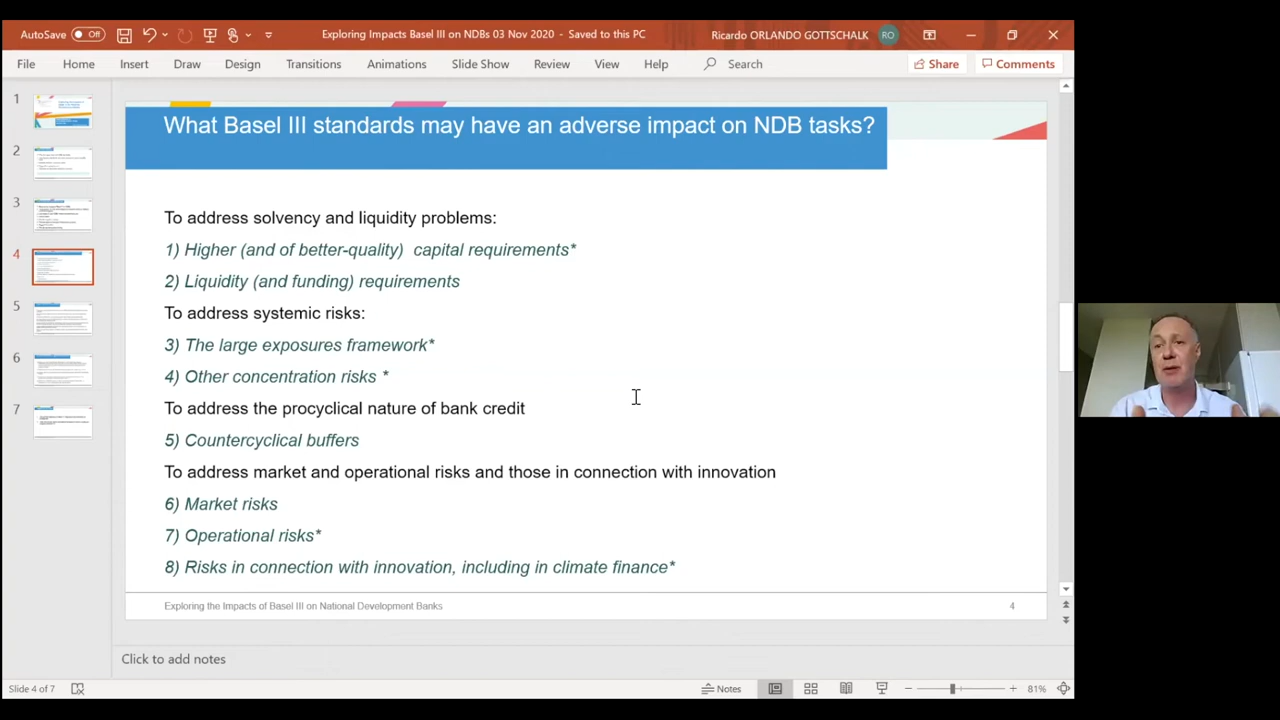 AutoSave Off Exploring Impacts Basel III on NDBs 03 Nov 2020 - Saved to this PC Ricardo ORLANDO GOTTSCHALK RO
File Home Insert Draw Design Transitions Animations Slide Show Review View Help Search Share Comments
1
2
3
4
5
6
7
What Basel III standards may have an adverse impact on NDB tasks?
To address solvency and liquidity problems:
1) Higher (and of better-quality) capital requirements*
2) Liquidity (and funding) requirements
To address systemic risks:
3) The large exposures framework*
4) Other concentration risks *
To address the procyclical nature of bank credit
5) Countercyclical buffers
To address market and operational risks and those in connection with innovation
6) Market risks
7) Operational risks*
8) Risks in connection with innovation, including in climate finance*
Exploring the Impacts of Basel III on National Development Banks 4
Click to add notes
Slide 4 of 7 Notes 81%